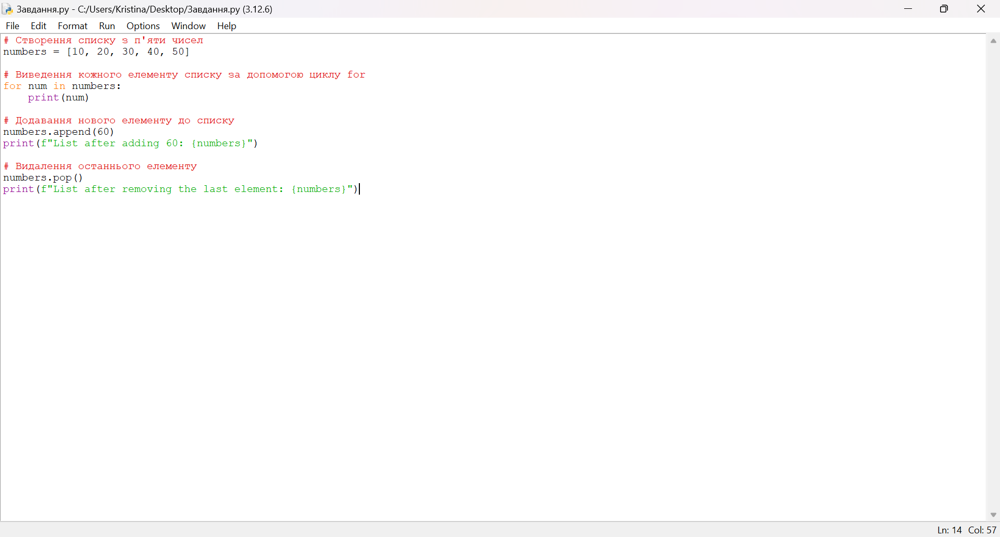 Завдання.py - C:/Users/Kristina/Desktop/Завдання.py (3.12.6)
File Edit Format Run Options Window Help
# Створення списку з п'яти чисел
numbers = [10, 20, 30, 40, 50]
# Виведення кожного елементу списку за допомогою циклу for
for num in numbers:
    print(num)
# Додавання нового елементу до списку
numbers.append(60)
print(f"List after adding 60: {numbers}")
# Видалення останнього елементу
numbers.pop()
print(f"List after removing the last element: {numbers}")
Ln: 14 Col: 57